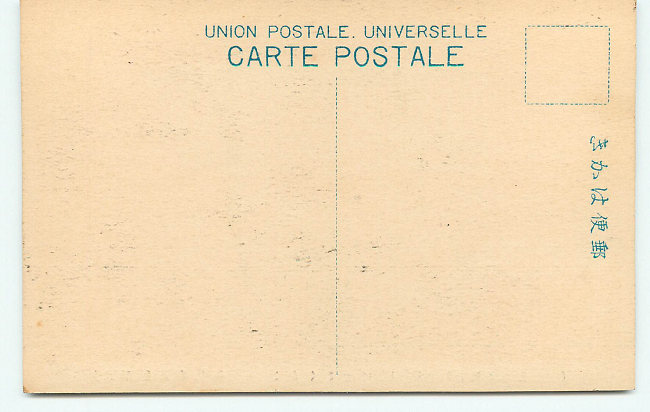 UNION POSTALE. UNIVERSELLE
CARTE POSTALE
郵便はかき